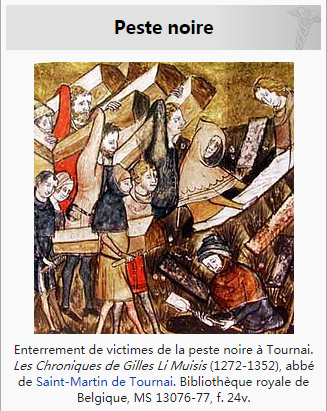 Peste noire
Enterrement de victimes de la peste noire à Tournai.
Les Chroniques de Gilles Li Muisis (1272-1352), abbé
de Saint-Martin de Tournai. Bibliothèque royale de
Belgique, MS 13076-77, f. 24v.